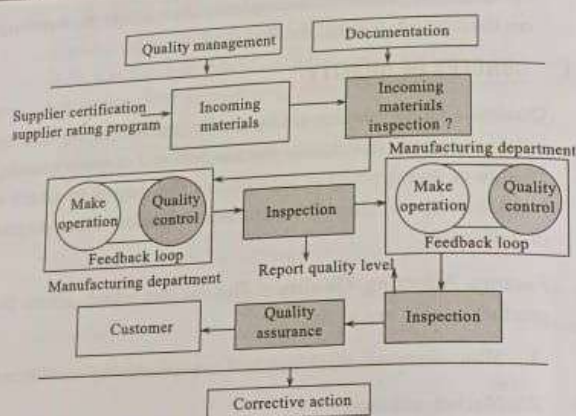 Quality management
Documentation
Supplier certification
supplier rating program
Incoming
materials
Incoming
materials
inspection ?
Manufacturing department
Make
operation
Quality
control
Feedback loop
Manufacturing department
Inspection
Make
operation
Quality
control
Feedback loop
Report quality level
Customer
Quality
assurance
Inspection
Corrective action